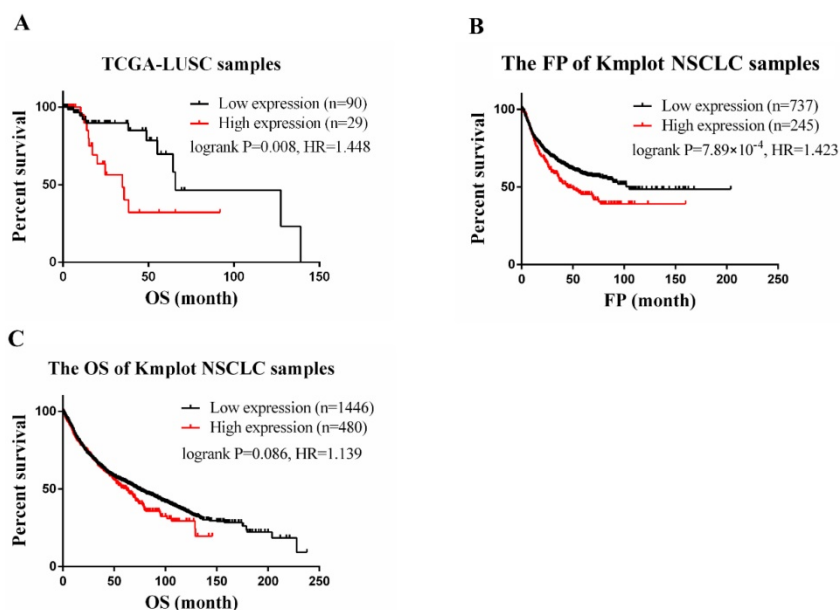 A
TCGA-LUSC samples
Low expression (n=90)
High expression (n=29)
logrank P=0.008, HR=1.448
Percent survival
100
50
0
0 50 100 150
OS (month)
B
The FP of Kmplot NSCLC samples
Low expression (n=737)
High expression (n=245)
logrank P=7.89×10⁻⁴, HR=1.423
Percent survival
100
50
0
0 50 100 150 200 250
FP (month)
C
The OS of Kmplot NSCLC samples
Low expression (n=1446)
High expression (n=480)
logrank P=0.086, HR=1.139
Percent survival
100
50
0
0 50 100 150 200 250
OS (month)